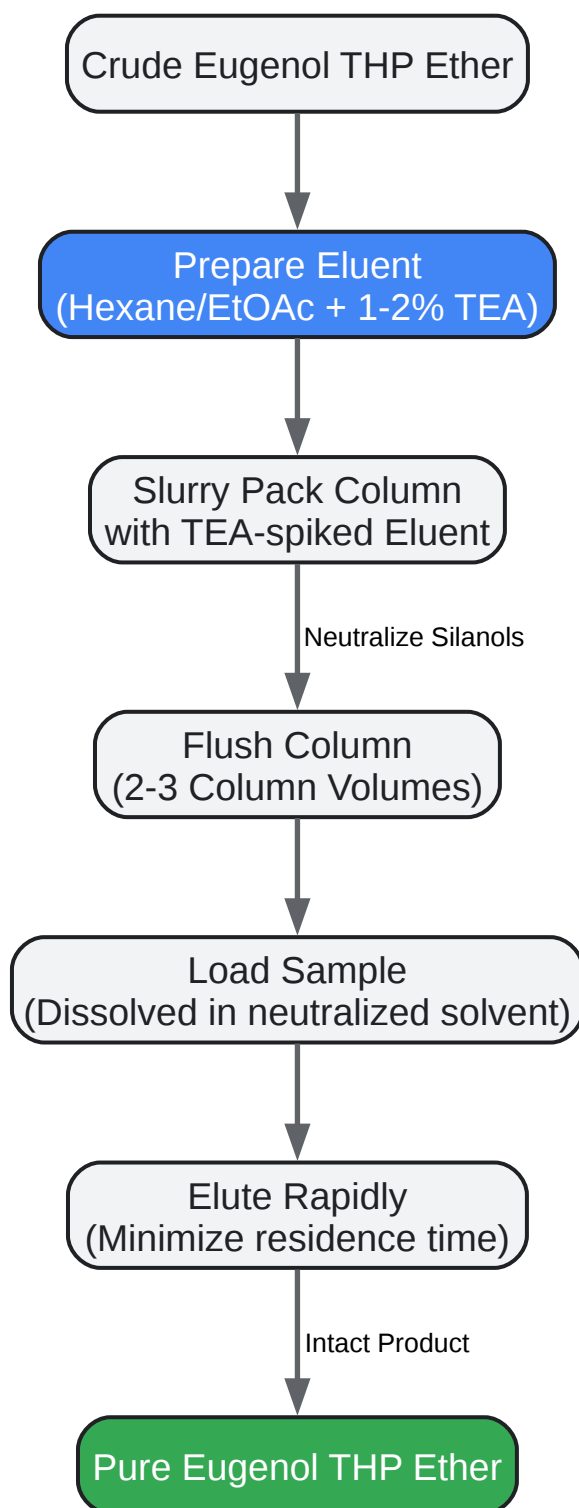 Crude Eugenol THP Ether
Prepare Eluent
(Hexane/EtOAc + 1-2% TEA)
Slurry Pack Column
with TEA-spiked Eluent
Neutralize Silanols
Flush Column
(2-3 Column Volumes)
Load Sample
(Dissolved in neutralized solvent)
Elute Rapidly
(Minimize residence time)
Intact Product
Pure Eugenol THP Ether